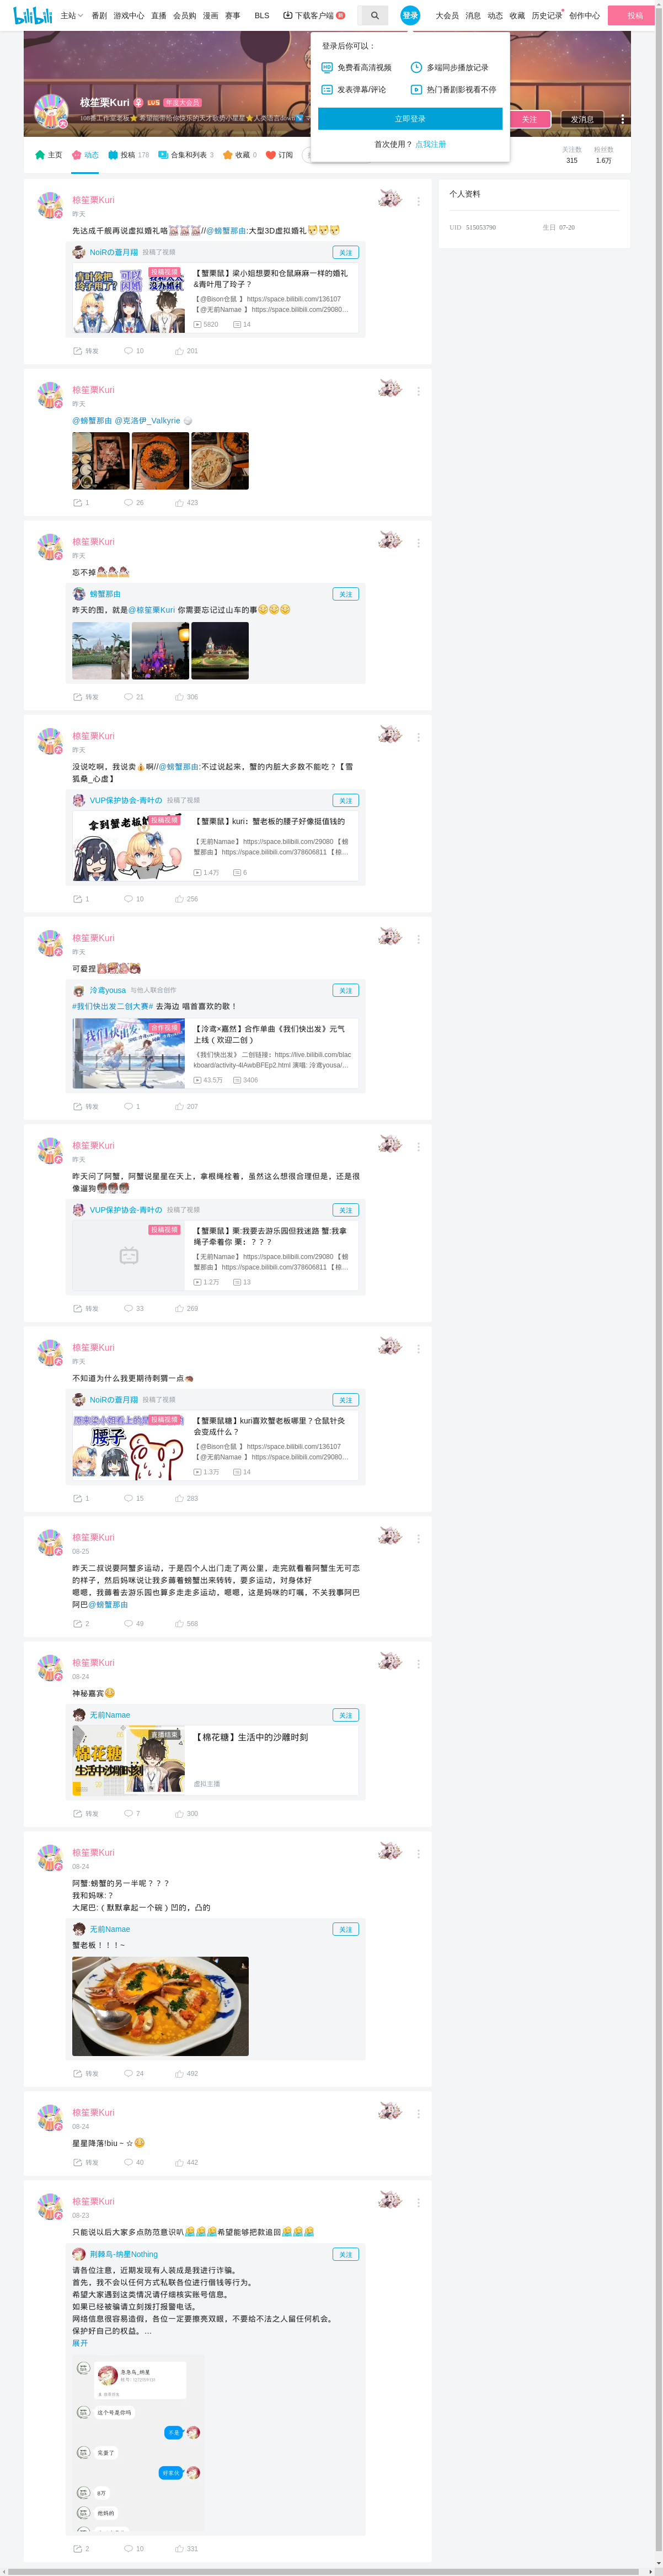 bilibili 主站 番剧 游戏中心 直播 会员购 漫画 赛事 BLS 下载客户端 新 登录 大会员 消息 动态 收藏 历史记录 创作中心 投稿
登录后你可以：
免费看高清视频 多端同步播放记录
发表弹幕/评论 热门番剧影视看不停
立即登录
首次使用？ 点我注册
椋笙栗Kuri LV5 年度大会员
关注 发消息
主页 动态 投稿 178 合集和列表 3 收藏 0 订阅
关注数 315 粉丝数 1.6万
个人资料
UID 515053790 生日 07-20
椋笙栗Kuri
昨天
先达成千舰再说虚拟婚礼咯//@螃蟹那由:大型3D虚拟婚礼
NoiRの蒼月翔 投稿了视频 关注
投稿视频
【蟹栗鼠】梁小姐想要和仓鼠麻麻一样的婚礼
&青叶甩了玲子？
【@Bison仓鼠 】https://space.bilibili.com/136107
【@无前Namae 】https://space.bilibili.com/29080...
5820 14
转发 10 201
椋笙栗Kuri
昨天
@螃蟹那由 @克洛伊_Valkyrie
1 26 423
椋笙栗Kuri
昨天
忘不掉
螃蟹那由 关注
昨天的图，就是@椋笙栗Kuri 你需要忘记过山车的事
转发 21 306
椋笙栗Kuri
昨天
没说吃啊，我说卖啊//@螃蟹那由:不过说起来，蟹的内脏大多数不能吃？【雪
狐桑_心虚】
VUP保护协会-青叶の 投稿了视频 关注
投稿视频
【蟹栗鼠】kuri：蟹老板的腰子好像挺值钱的
【无前Namae】https://space.bilibili.com/29080 【螃
蟹那由】https://space.bilibili.com/378606811 【椋...
1.4万 6
1 10 256
椋笙栗Kuri
昨天
可爱捏
泠鸢yousa 与他人联合创作 关注
#我们快出发二创大赛# 去海边 唱首喜欢的歌！
合作视频
【泠鸢×嘉然】合作单曲《我们快出发》元气
上线（欢迎二创）
《我们快出发》 二创链接：https://live.bilibili.com/blac
kboard/activity-4lAwbBFEp2.html 演唱: 泠鸢yousa/...
43.5万 3406
转发 1 207
椋笙栗Kuri
昨天
昨天问了阿蟹，阿蟹说星星在天上，拿根绳栓着，虽然这么想很合理但是，还是很
像遛狗
VUP保护协会-青叶の 投稿了视频 关注
投稿视频
【蟹栗鼠】栗:我要去游乐园但我迷路 蟹:我拿
绳子牵着你 栗：？？？
【无前Namae】https://space.bilibili.com/29080 【螃
蟹那由】https://space.bilibili.com/378606811 【椋...
1.2万 13
转发 33 269
椋笙栗Kuri
昨天
不知道为什么我更期待刺猬一点
NoiRの蒼月翔 投稿了视频 关注
投稿视频
腰子
【蟹栗鼠糖】kuri喜欢蟹老板哪里？仓鼠针灸
会变成什么？
【@Bison仓鼠 】https://space.bilibili.com/136107
【@无前Namae 】https://space.bilibili.com/29080...
1.3万 14
1 15 283
椋笙栗Kuri
08-25
昨天二叔说要阿蟹多运动，于是四个人出门走了两公里，走完就看着阿蟹生无可恋
的样子，然后妈咪说让我多薅着螃蟹出来转转，要多运动，对身体好
嗯嗯，我薅着去游乐园也算多走走多运动，嗯嗯，这是妈咪的叮嘱，不关我事阿巴
阿巴@螃蟹那由
2 49 568
椋笙栗Kuri
08-24
神秘嘉宾
无前Namae 关注
直播结束
棉花糖
生活中沙雕时刻
【棉花糖】生活中的沙雕时刻
虚拟主播
转发 7 300
椋笙栗Kuri
08-24
阿蟹:螃蟹的另一半呢？？？
我和妈咪:？
大尾巴:（默默拿起一个碗）凹的，凸的
无前Namae 关注
蟹老板！！！~
转发 24 492
椋笙栗Kuri
08-24
星星降落!biu ~ ☆
转发 40 442
椋笙栗Kuri
08-23
只能说以后大家多点防范意识叭希望能够把款追回
荆棘鸟-纳星Nothing 关注
请各位注意，近期发现有人装成是我进行诈骗。
首先，我不会以任何方式私联各位进行借钱等行为。
希望大家遇到这类情况请仔细核实账号信息。
如果已经被骗请立刻拨打报警电话。
网络信息很容易造假，各位一定要擦亮双眼，不要给不法之人留任何机会。
保护好自己的权益。...
展开
这个号是你吗
不是
完蛋了
好家伙
8万
他妈的
2 10 331